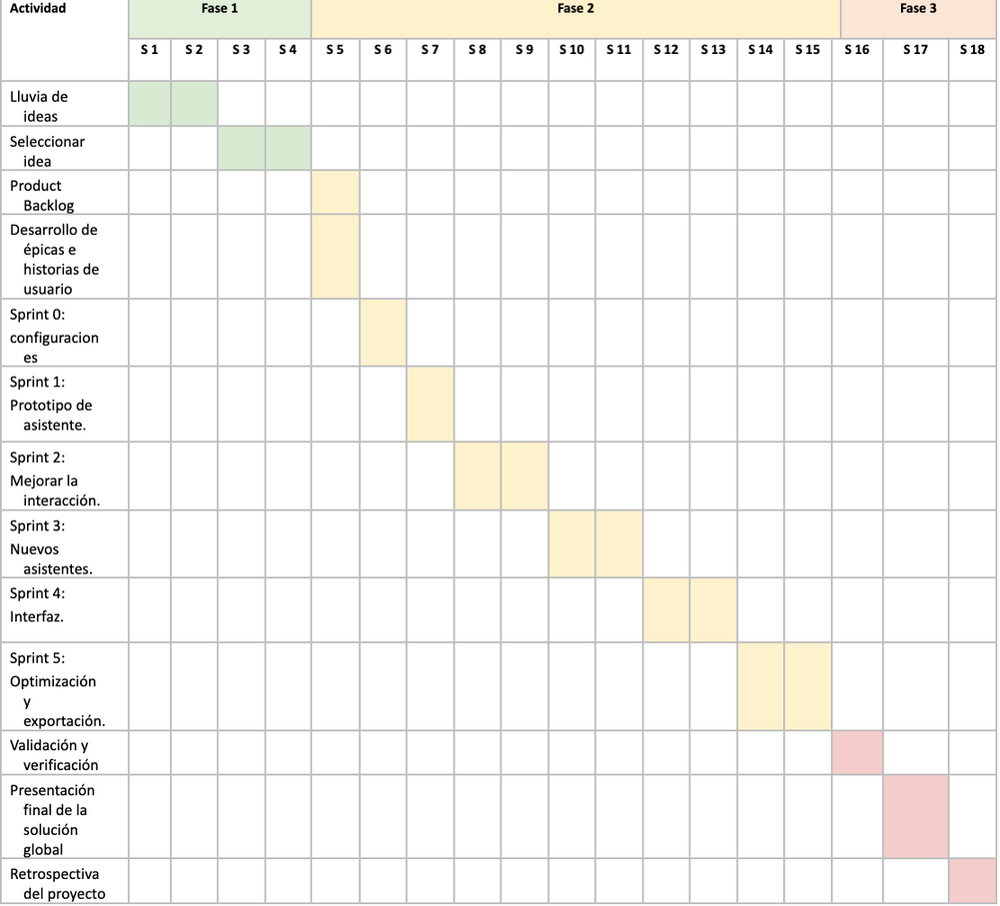 Actividad Fase 1 Fase 2 Fase 3
S 1 S 2 S 3 S 4 S 5 S 6 S 7 S 8 S 9 S 10 S 11 S 12 S 13 S 14 S 15 S 16 S 17 S 18
Lluvia de
ideas
Seleccionar
idea
Product
Backlog
Desarrollo de
épicas e
historias de
usuario
Sprint 0:
configuracion
es
Sprint 1:
Prototipo de
asistente.
Sprint 2:
Mejorar la
interacción.
Sprint 3:
Nuevos
asistentes.
Sprint 4:
Interfaz.
Sprint 5:
Optimización
y
exportación.
Validación y
verificación
Presentación
final de la
solución
global
Retrospectiva
del proyecto